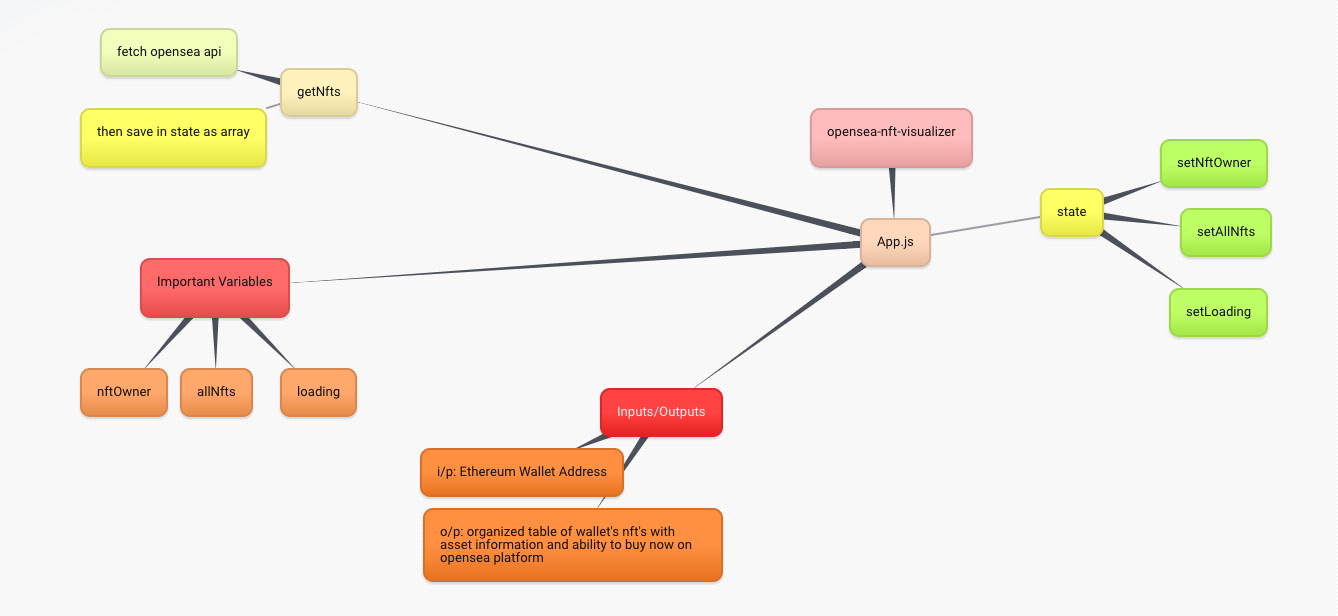 fetch opensea api
getNfts
then save in state as array
opensea-nft-visualizer
setNftOwner
state
setAllNfts
App.js
Important Variables
setLoading
nftOwner
allNfts
loading
Inputs/Outputs
i/p: Ethereum Wallet Address
o/p: organized table of wallet's nft's with
asset information and ability to buy now on
opensea platform